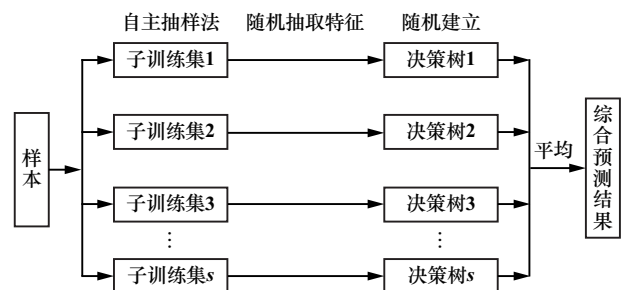 自主抽样法 随机抽取特征 随机建立
子训练集1 决策树1
子训练集2 决策树2
样本 平均 综合预测结果
子训练集3 决策树3
⋮ ⋮
子训练集s 决策树s